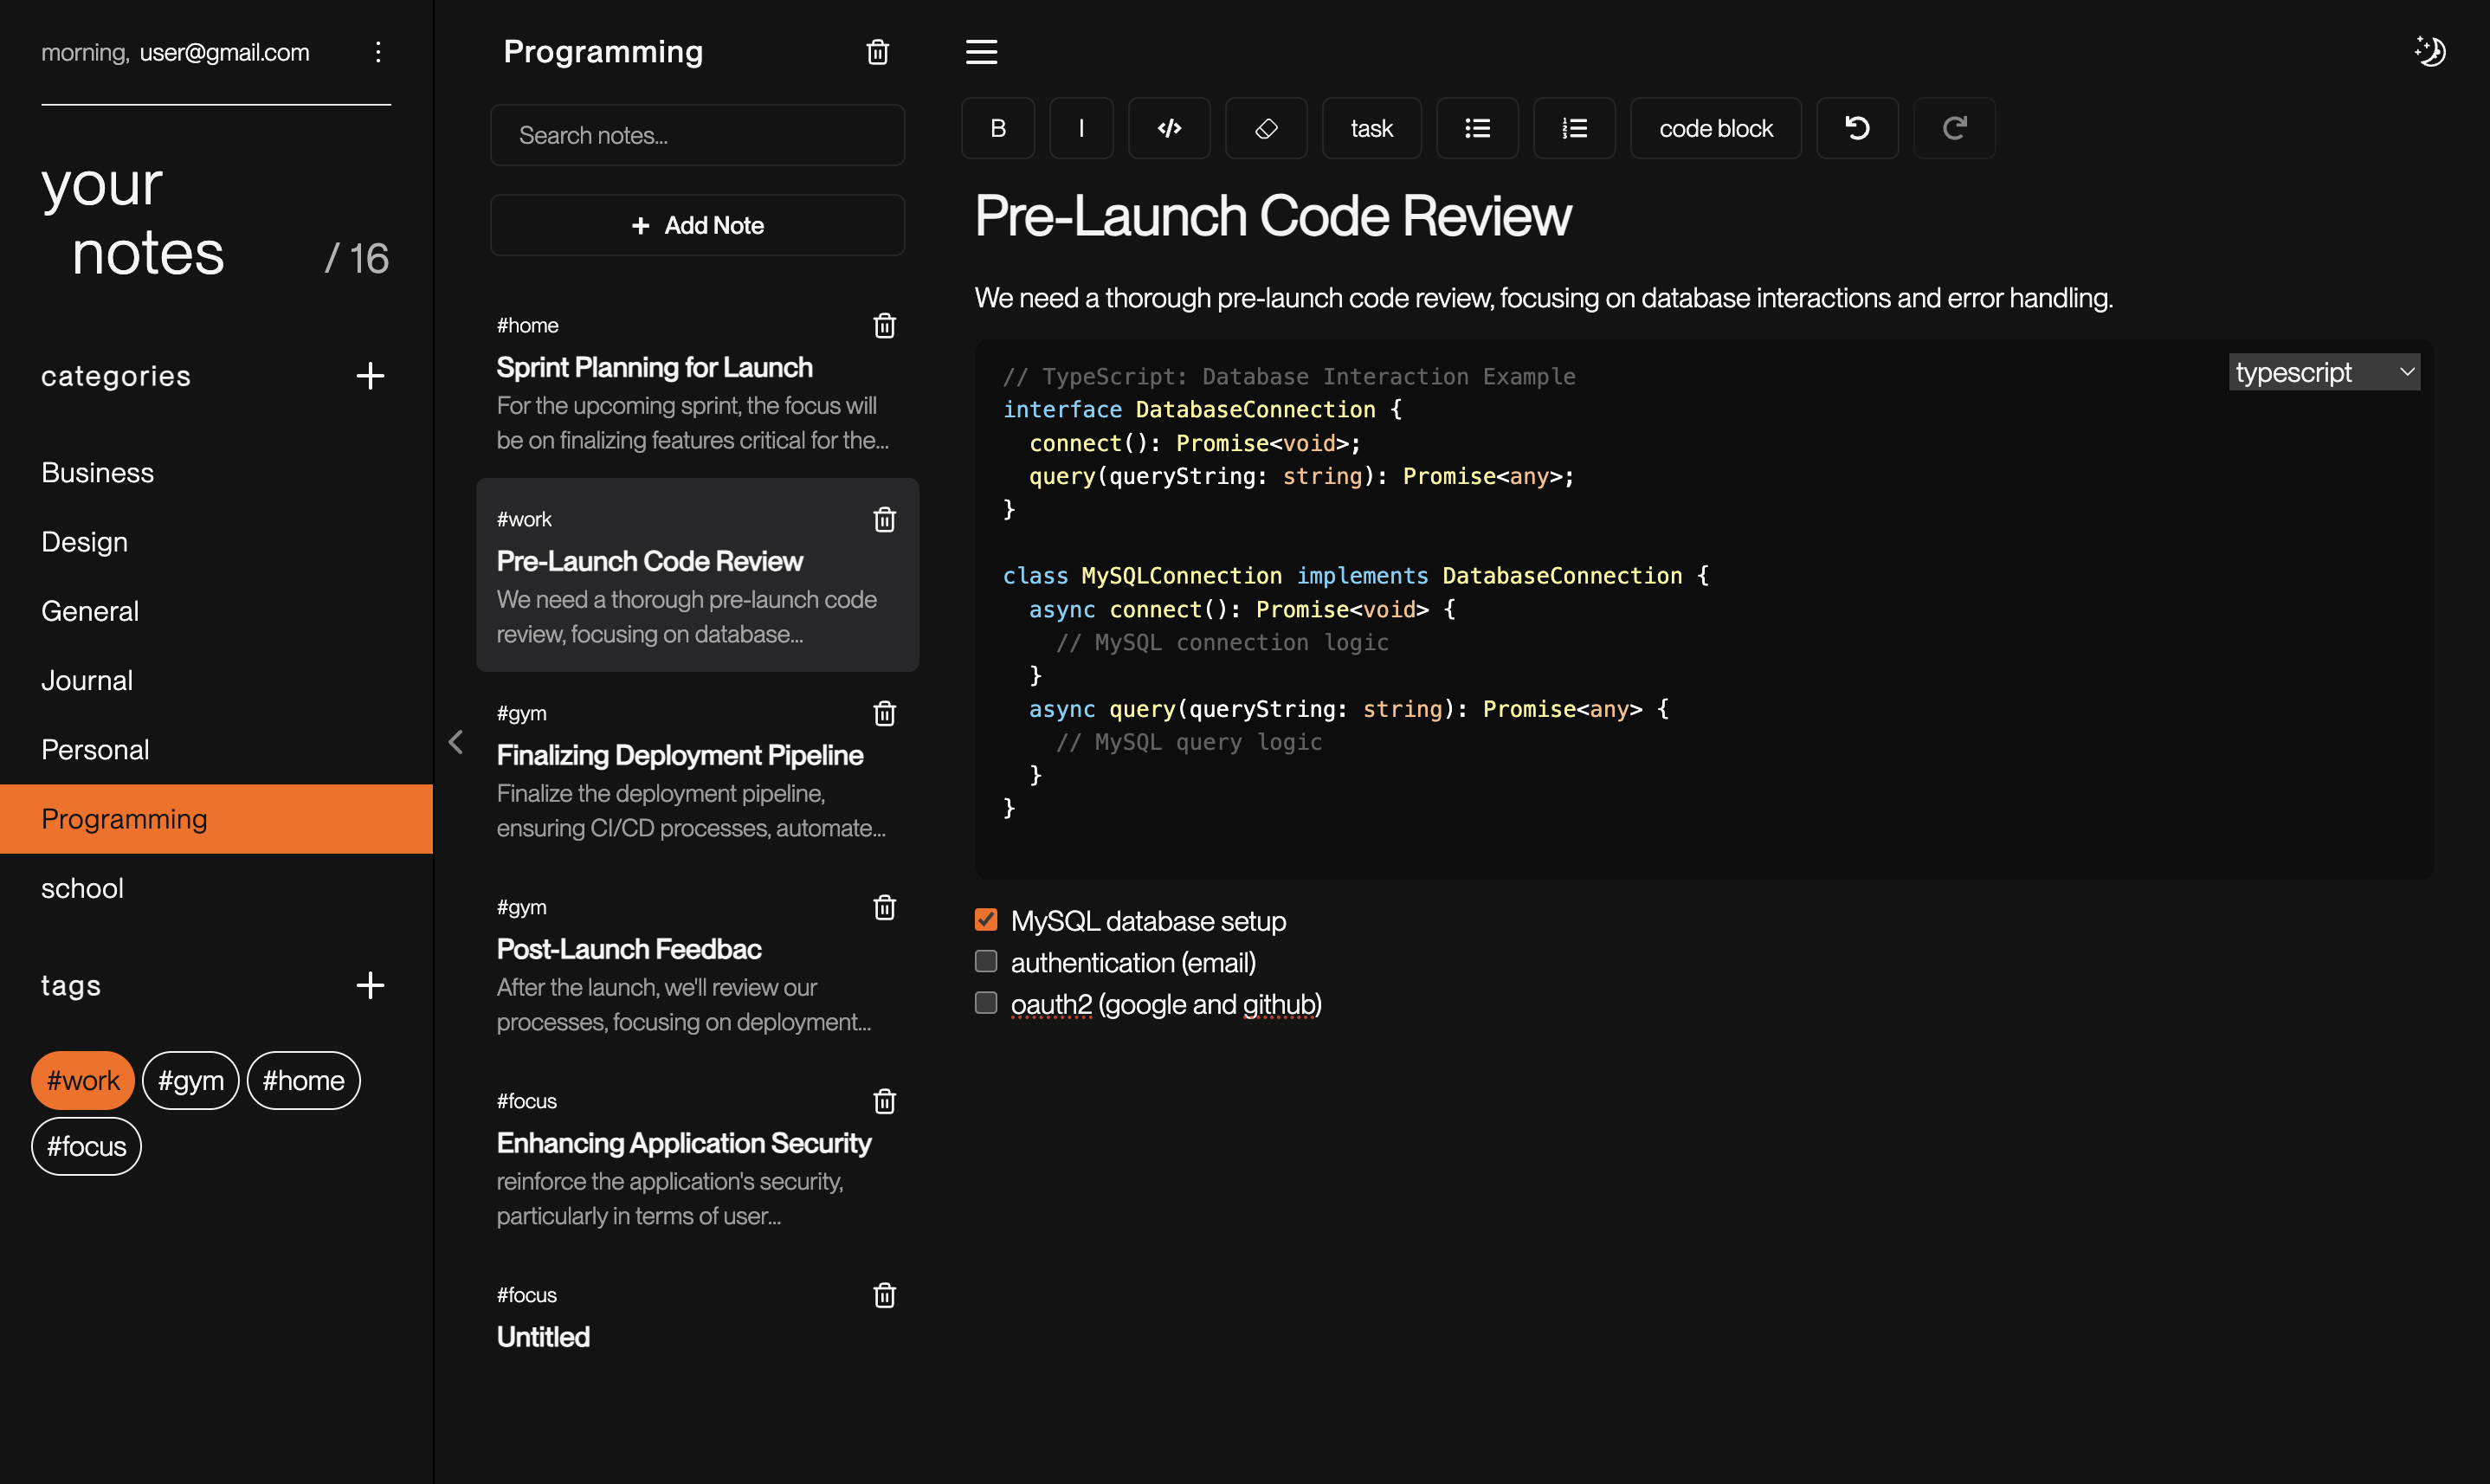 morning, user@gmail.com
your
notes
/ 16
categories
Business
Design
General
Journal
Personal
Programming
school
tags
#work #gym #home
#focus
Programming
Search notes...
+ Add Note
#home
Sprint Planning for Launch
For the upcoming sprint, the focus will
be on finalizing features critical for the...
#work
Pre-Launch Code Review
We need a thorough pre-launch code
review, focusing on database...
#gym
Finalizing Deployment Pipeline
Finalize the deployment pipeline,
ensuring CI/CD processes, automate...
#gym
Post-Launch Feedbac
After the launch, we'll review our
processes, focusing on deployment...
#focus
Enhancing Application Security
reinforce the application's security,
particularly in terms of user...
#focus
Untitled
B I </> task code block
Pre-Launch Code Review
We need a thorough pre-launch code review, focusing on database interactions and error handling.
typescript
// TypeScript: Database Interaction Example
interface DatabaseConnection {
  connect(): Promise<void>;
  query(queryString: string): Promise<any>;
}
class MySQLConnection implements DatabaseConnection {
  async connect(): Promise<void> {
    // MySQL connection logic
  }
  async query(queryString: string): Promise<any> {
    // MySQL query logic
  }
}
MySQL database setup
authentication (email)
oauth2 (google and github)